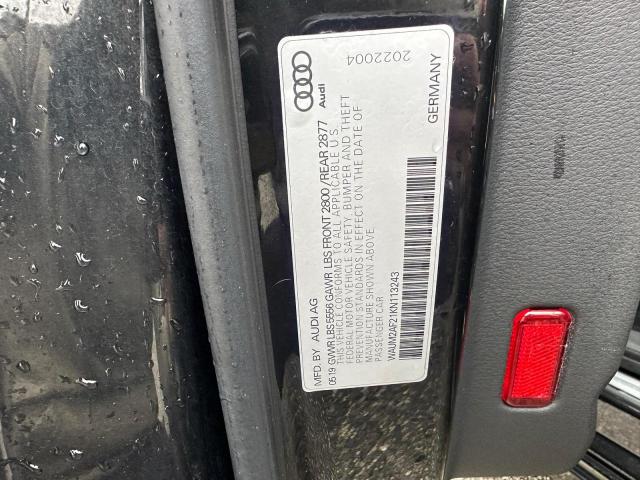 MFD. BY AUDI AG
0519 GVWR LBS 5556 GAWR LBS FRONT 2800 / REAR 2877
THIS VEHICLE CONFORMS TO ALL APPLICABLE U.S.
FEDERAL MOTOR VEHICLE SAFETY, BUMPER AND THEFT
PREVENTION STANDARDS IN EFFECT ON THE DATE OF
MANUFACTURE SHOWN ABOVE.
PASSENGER CAR
WAUM2AF21KN113243
Audi
2022004
GERMANY